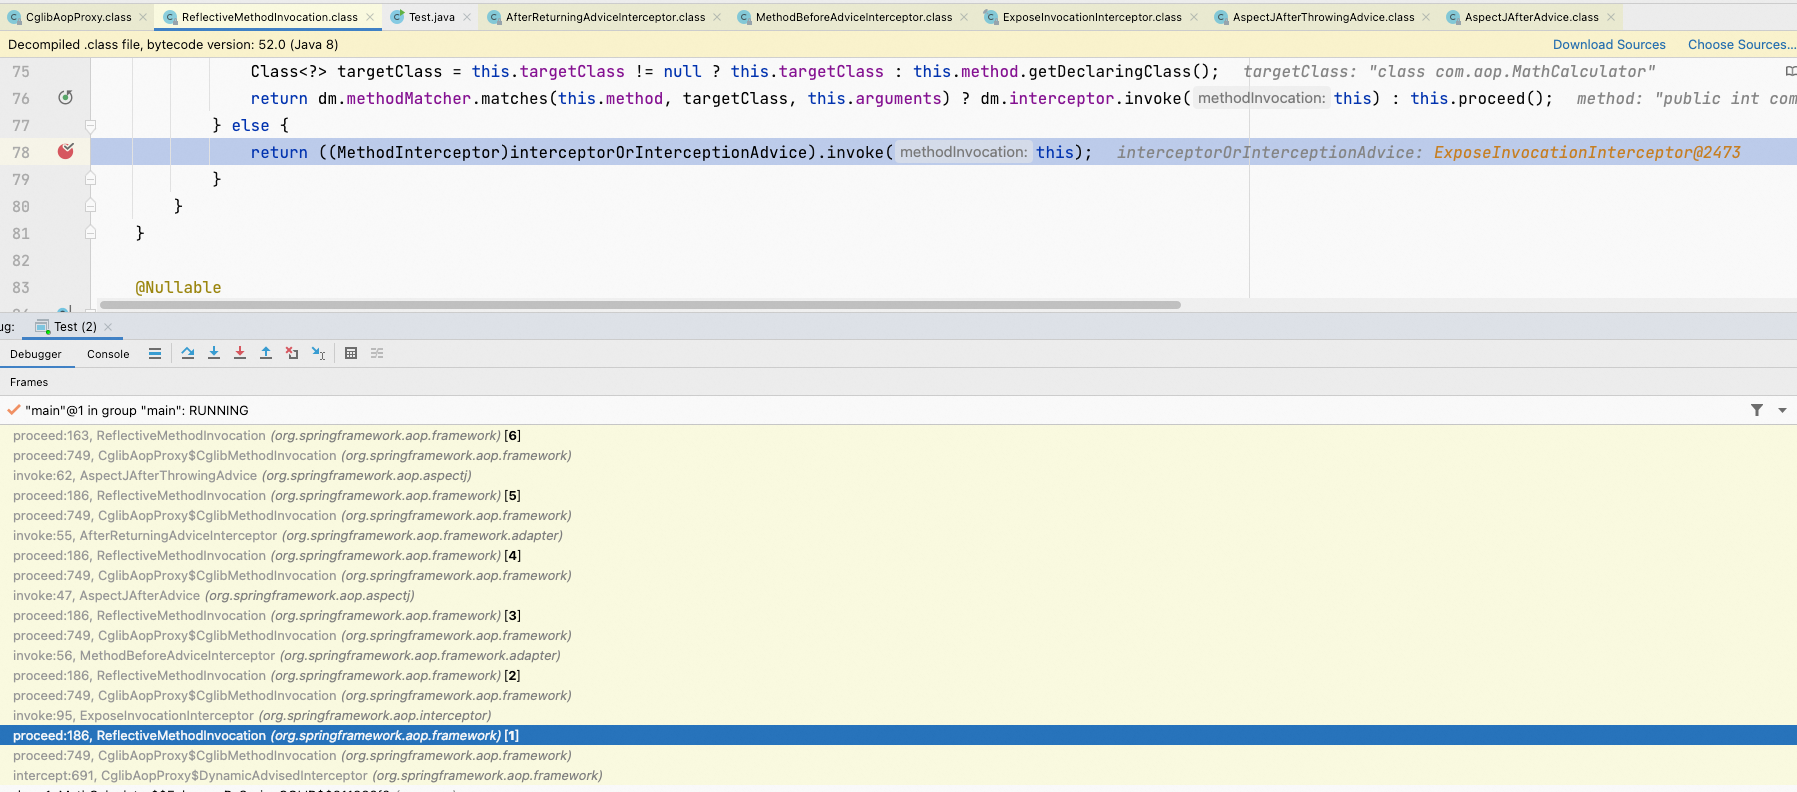 CglibAopProxy.class ReflectiveMethodInvocation.class Test.java AfterReturningAdviceInterceptor.class MethodBeforeAdviceInterceptor.class ExposeInvocationInterceptor.class AspectJAfterThrowingAdvice.class AspectJAfterAdvice.class
Decompiled .class file, bytecode version: 52.0 (Java 8) Download Sources Choose Sources...
75 Class<?> targetClass = this.targetClass != null ? this.targetClass : this.method.getDeclaringClass(); targetClass: "class com.aop.MathCalculator"
76 return dm.methodMatcher.matches(this.method, targetClass, this.arguments) ? dm.interceptor.invoke( methodInvocation: this) : this.proceed(); method: "public int com
77 } else {
78 return ((MethodInterceptor)interceptorOrInterceptionAdvice).invoke( methodInvocation: this); interceptorOrInterceptionAdvice: ExposeInvocationInterceptor@2473
79 }
80 }
81 }
82
83 @Nullable
ug: Test (2)
Debugger Console
Frames
"main"@1 in group "main": RUNNING
proceed:163, ReflectiveMethodInvocation (org.springframework.aop.framework) [6]
proceed:749, CglibAopProxy$CglibMethodInvocation (org.springframework.aop.framework)
invoke:62, AspectJAfterThrowingAdvice (org.springframework.aop.aspectj)
proceed:186, ReflectiveMethodInvocation (org.springframework.aop.framework) [5]
proceed:749, CglibAopProxy$CglibMethodInvocation (org.springframework.aop.framework)
invoke:55, AfterReturningAdviceInterceptor (org.springframework.aop.framework.adapter)
proceed:186, ReflectiveMethodInvocation (org.springframework.aop.framework) [4]
proceed:749, CglibAopProxy$CglibMethodInvocation (org.springframework.aop.framework)
invoke:47, AspectJAfterAdvice (org.springframework.aop.aspectj)
proceed:186, ReflectiveMethodInvocation (org.springframework.aop.framework) [3]
proceed:749, CglibAopProxy$CglibMethodInvocation (org.springframework.aop.framework)
invoke:56, MethodBeforeAdviceInterceptor (org.springframework.aop.framework.adapter)
proceed:186, ReflectiveMethodInvocation (org.springframework.aop.framework) [2]
proceed:749, CglibAopProxy$CglibMethodInvocation (org.springframework.aop.framework)
invoke:95, ExposeInvocationInterceptor (org.springframework.aop.interceptor)
proceed:186, ReflectiveMethodInvocation (org.springframework.aop.framework) [1]
proceed:749, CglibAopProxy$CglibMethodInvocation (org.springframework.aop.framework)
intercept:691, CglibAopProxy$DynamicAdvisedInterceptor (org.springframework.aop.framework)